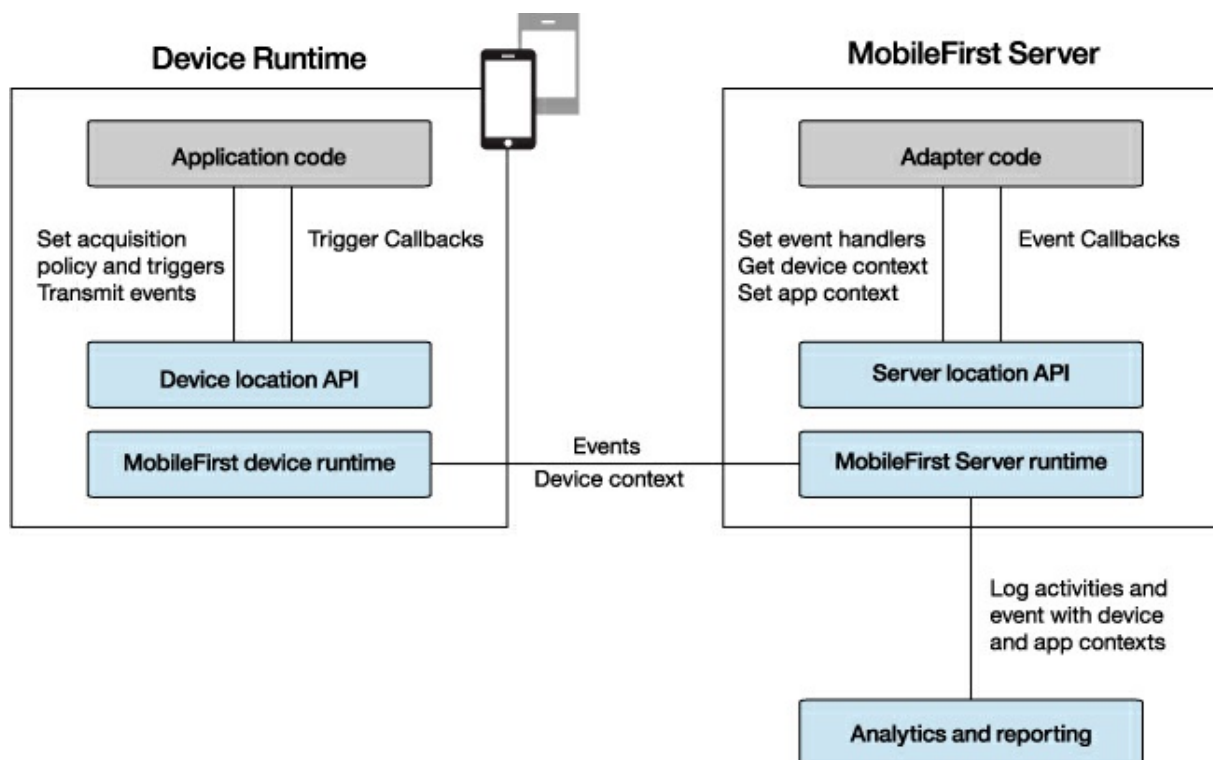 Device Runtime
Application code
Set acquisition
policy and triggers
Transmit events
Trigger Callbacks
Device location API
MobileFirst device runtime
Events
Device context
MobileFirst Server
Adapter code
Set event handlers
Get device context
Set app context
Event Callbacks
Server location API
MobileFirst Server runtime
Log activities and
event with device
and app contexts
Analytics and reporting